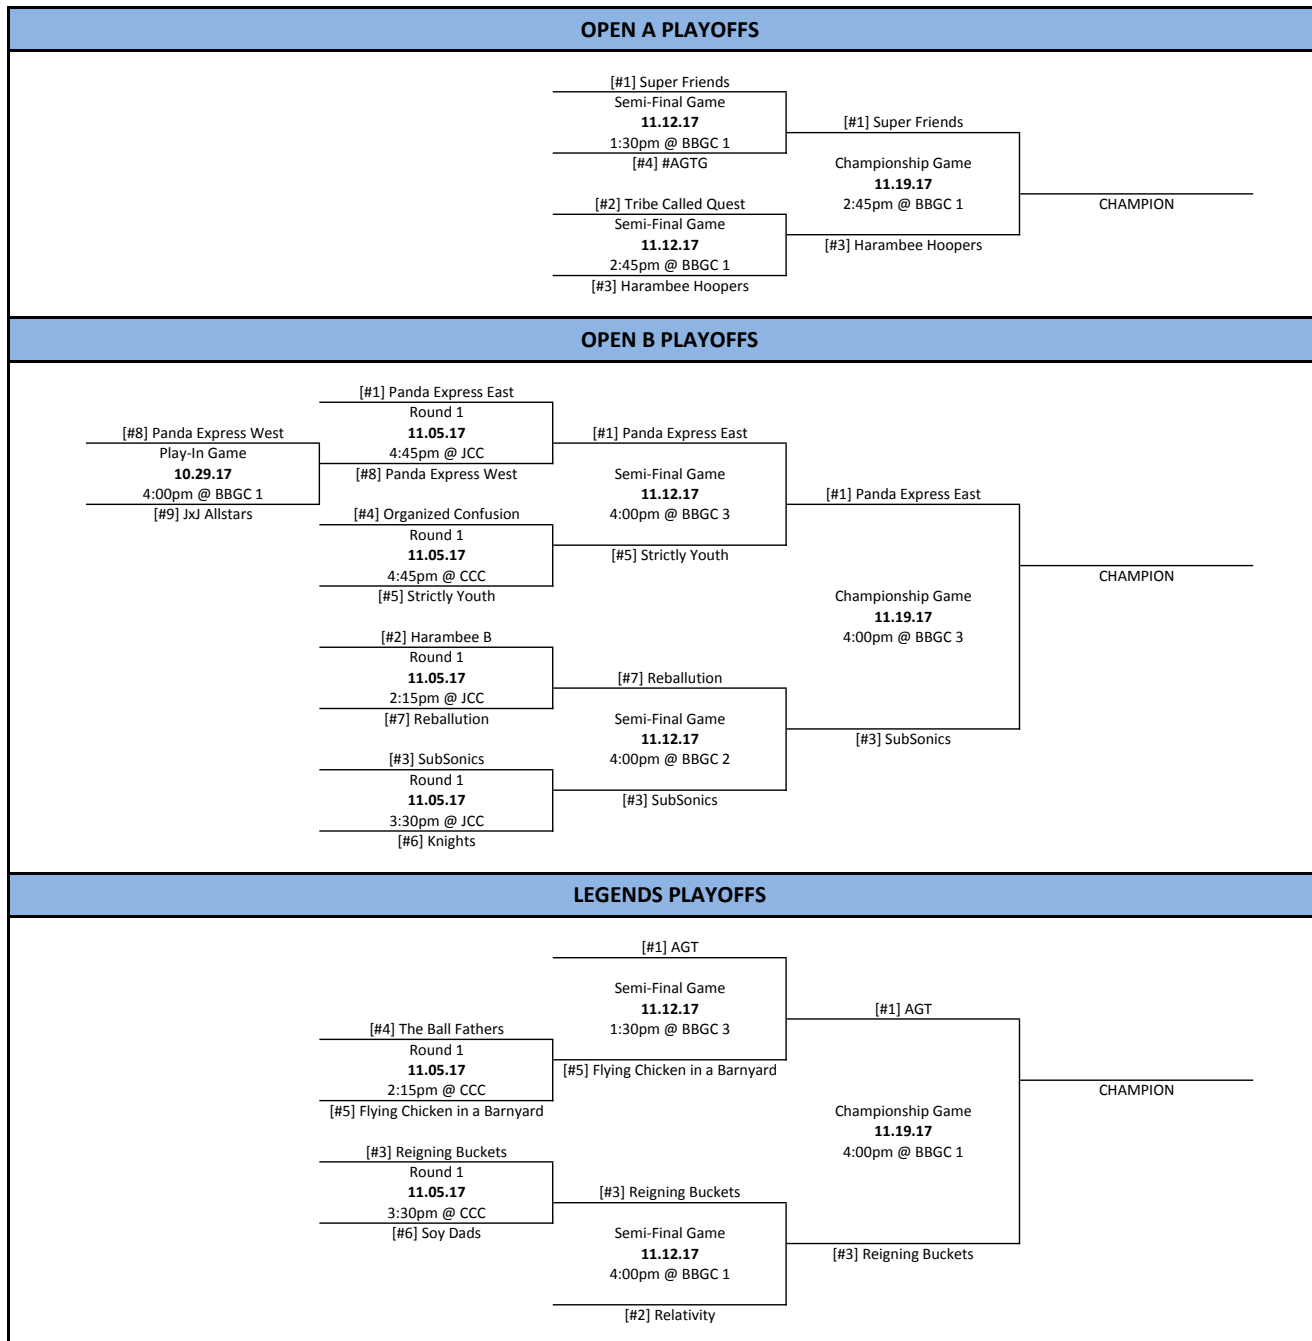 OPEN A PLAYOFFS
[#1] Super Friends
Semi-Final Game
11.12.17
1:30pm @ BBGC 1
[#4] #AGTG
[#2] Tribe Called Quest
Semi-Final Game
11.12.17
2:45pm @ BBGC 1
[#3] Harambee Hoopers
[#1] Super Friends
Championship Game
11.19.17
2:45pm @ BBGC 1
[#3] Harambee Hoopers
CHAMPION
OPEN B PLAYOFFS
[#8] Panda Express West
Play-In Game
10.29.17
4:00pm @ BBGC 1
[#9] JxJ Allstars
[#1] Panda Express East
Round 1
11.05.17
4:45pm @ JCC
[#8] Panda Express West
[#4] Organized Confusion
Round 1
11.05.17
4:45pm @ CCC
[#5] Strictly Youth
[#2] Harambee B
Round 1
11.05.17
2:15pm @ JCC
[#7] Reballution
[#3] SubSonics
Round 1
11.05.17
3:30pm @ JCC
[#6] Knights
[#1] Panda Express East
Semi-Final Game
11.12.17
4:00pm @ BBGC 3
[#5] Strictly Youth
[#7] Reballution
Semi-Final Game
11.12.17
4:00pm @ BBGC 2
[#3] SubSonics
[#1] Panda Express East
Championship Game
11.19.17
4:00pm @ BBGC 3
[#3] SubSonics
CHAMPION
LEGENDS PLAYOFFS
[#4] The Ball Fathers
Round 1
11.05.17
2:15pm @ CCC
[#5] Flying Chicken in a Barnyard
[#3] Reigning Buckets
Round 1
11.05.17
3:30pm @ CCC
[#6] Soy Dads
[#1] AGT
Semi-Final Game
11.12.17
1:30pm @ BBGC 3
[#5] Flying Chicken in a Barnyard
[#3] Reigning Buckets
Semi-Final Game
11.12.17
4:00pm @ BBGC 1
[#2] Relativity
[#1] AGT
Championship Game
11.19.17
4:00pm @ BBGC 1
[#3] Reigning Buckets
CHAMPION